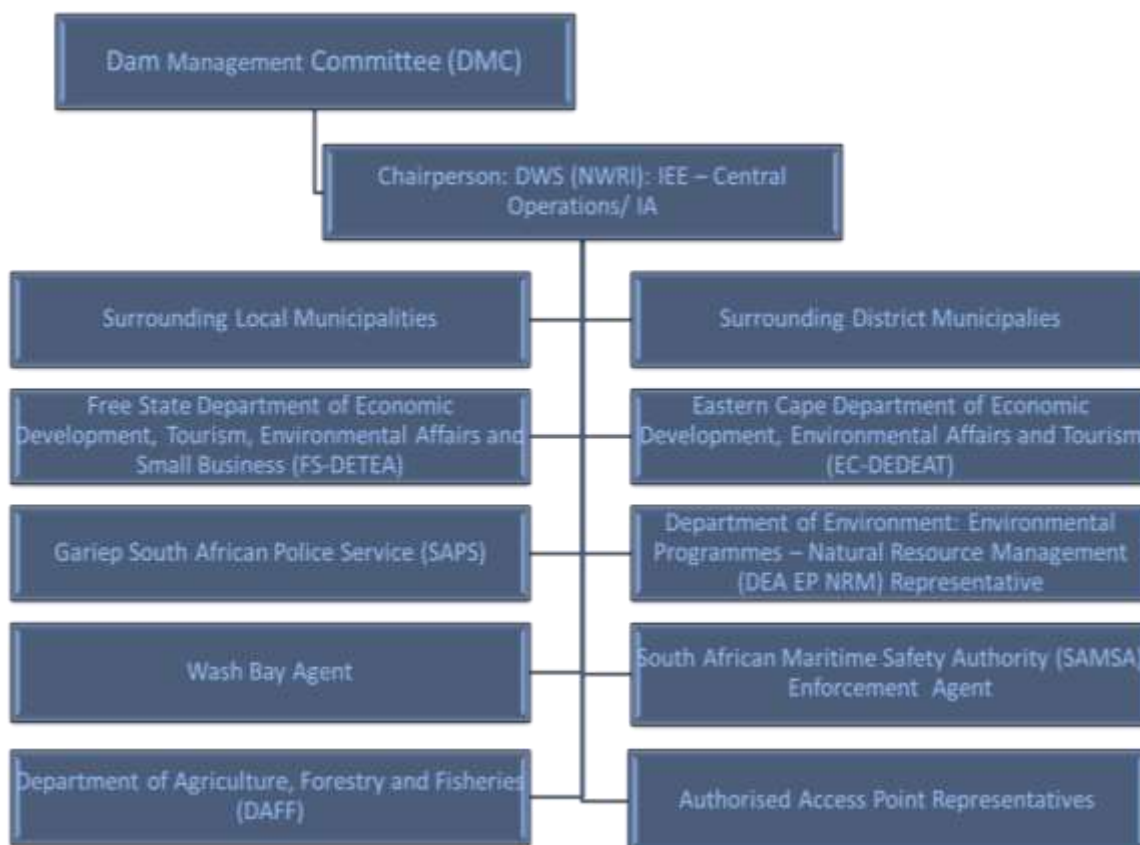 Dam Management Committee (DMC)
Chairperson: DWS (NWRI): IEE – Central
Operations/ IA
Surrounding Local Municipalities
Surrounding District Municipalies
Free State Department of Economic
Development, Tourism, Environmental Affairs and
Small Business (FS-DETEA)
Eastern Cape Department of Economic
Development, Environmental Affairs and Tourism
(EC-DEDEAT)
Gariep South African Police Service (SAPS)
Department of Environment: Environmental
Programmes – Natural Resource Management
(DEA EP NRM) Representative
Wash Bay Agent
South African Maritime Safety Authority (SAMSA)
Enforcement Agent
Department of Agriculture, Forestry and Fisheries
(DAFF)
Authorised Access Point Representatives